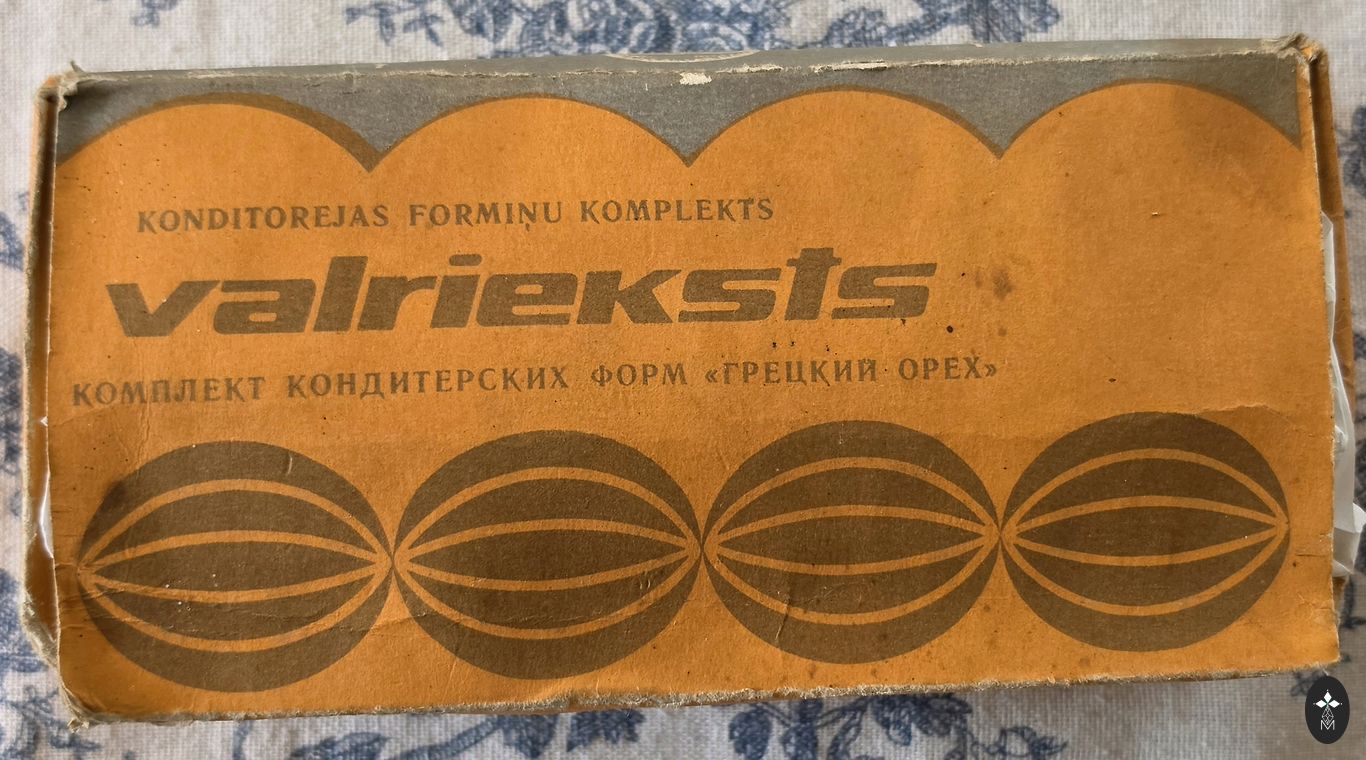 KONDITOREJAS FORMIŅU KOMPLEKTS
valrieksts
КОМПЛЕКТ КОНДИТЕРСКИХ ФОРМ «ГРЕЦКИЙ ОРЕХ»
M